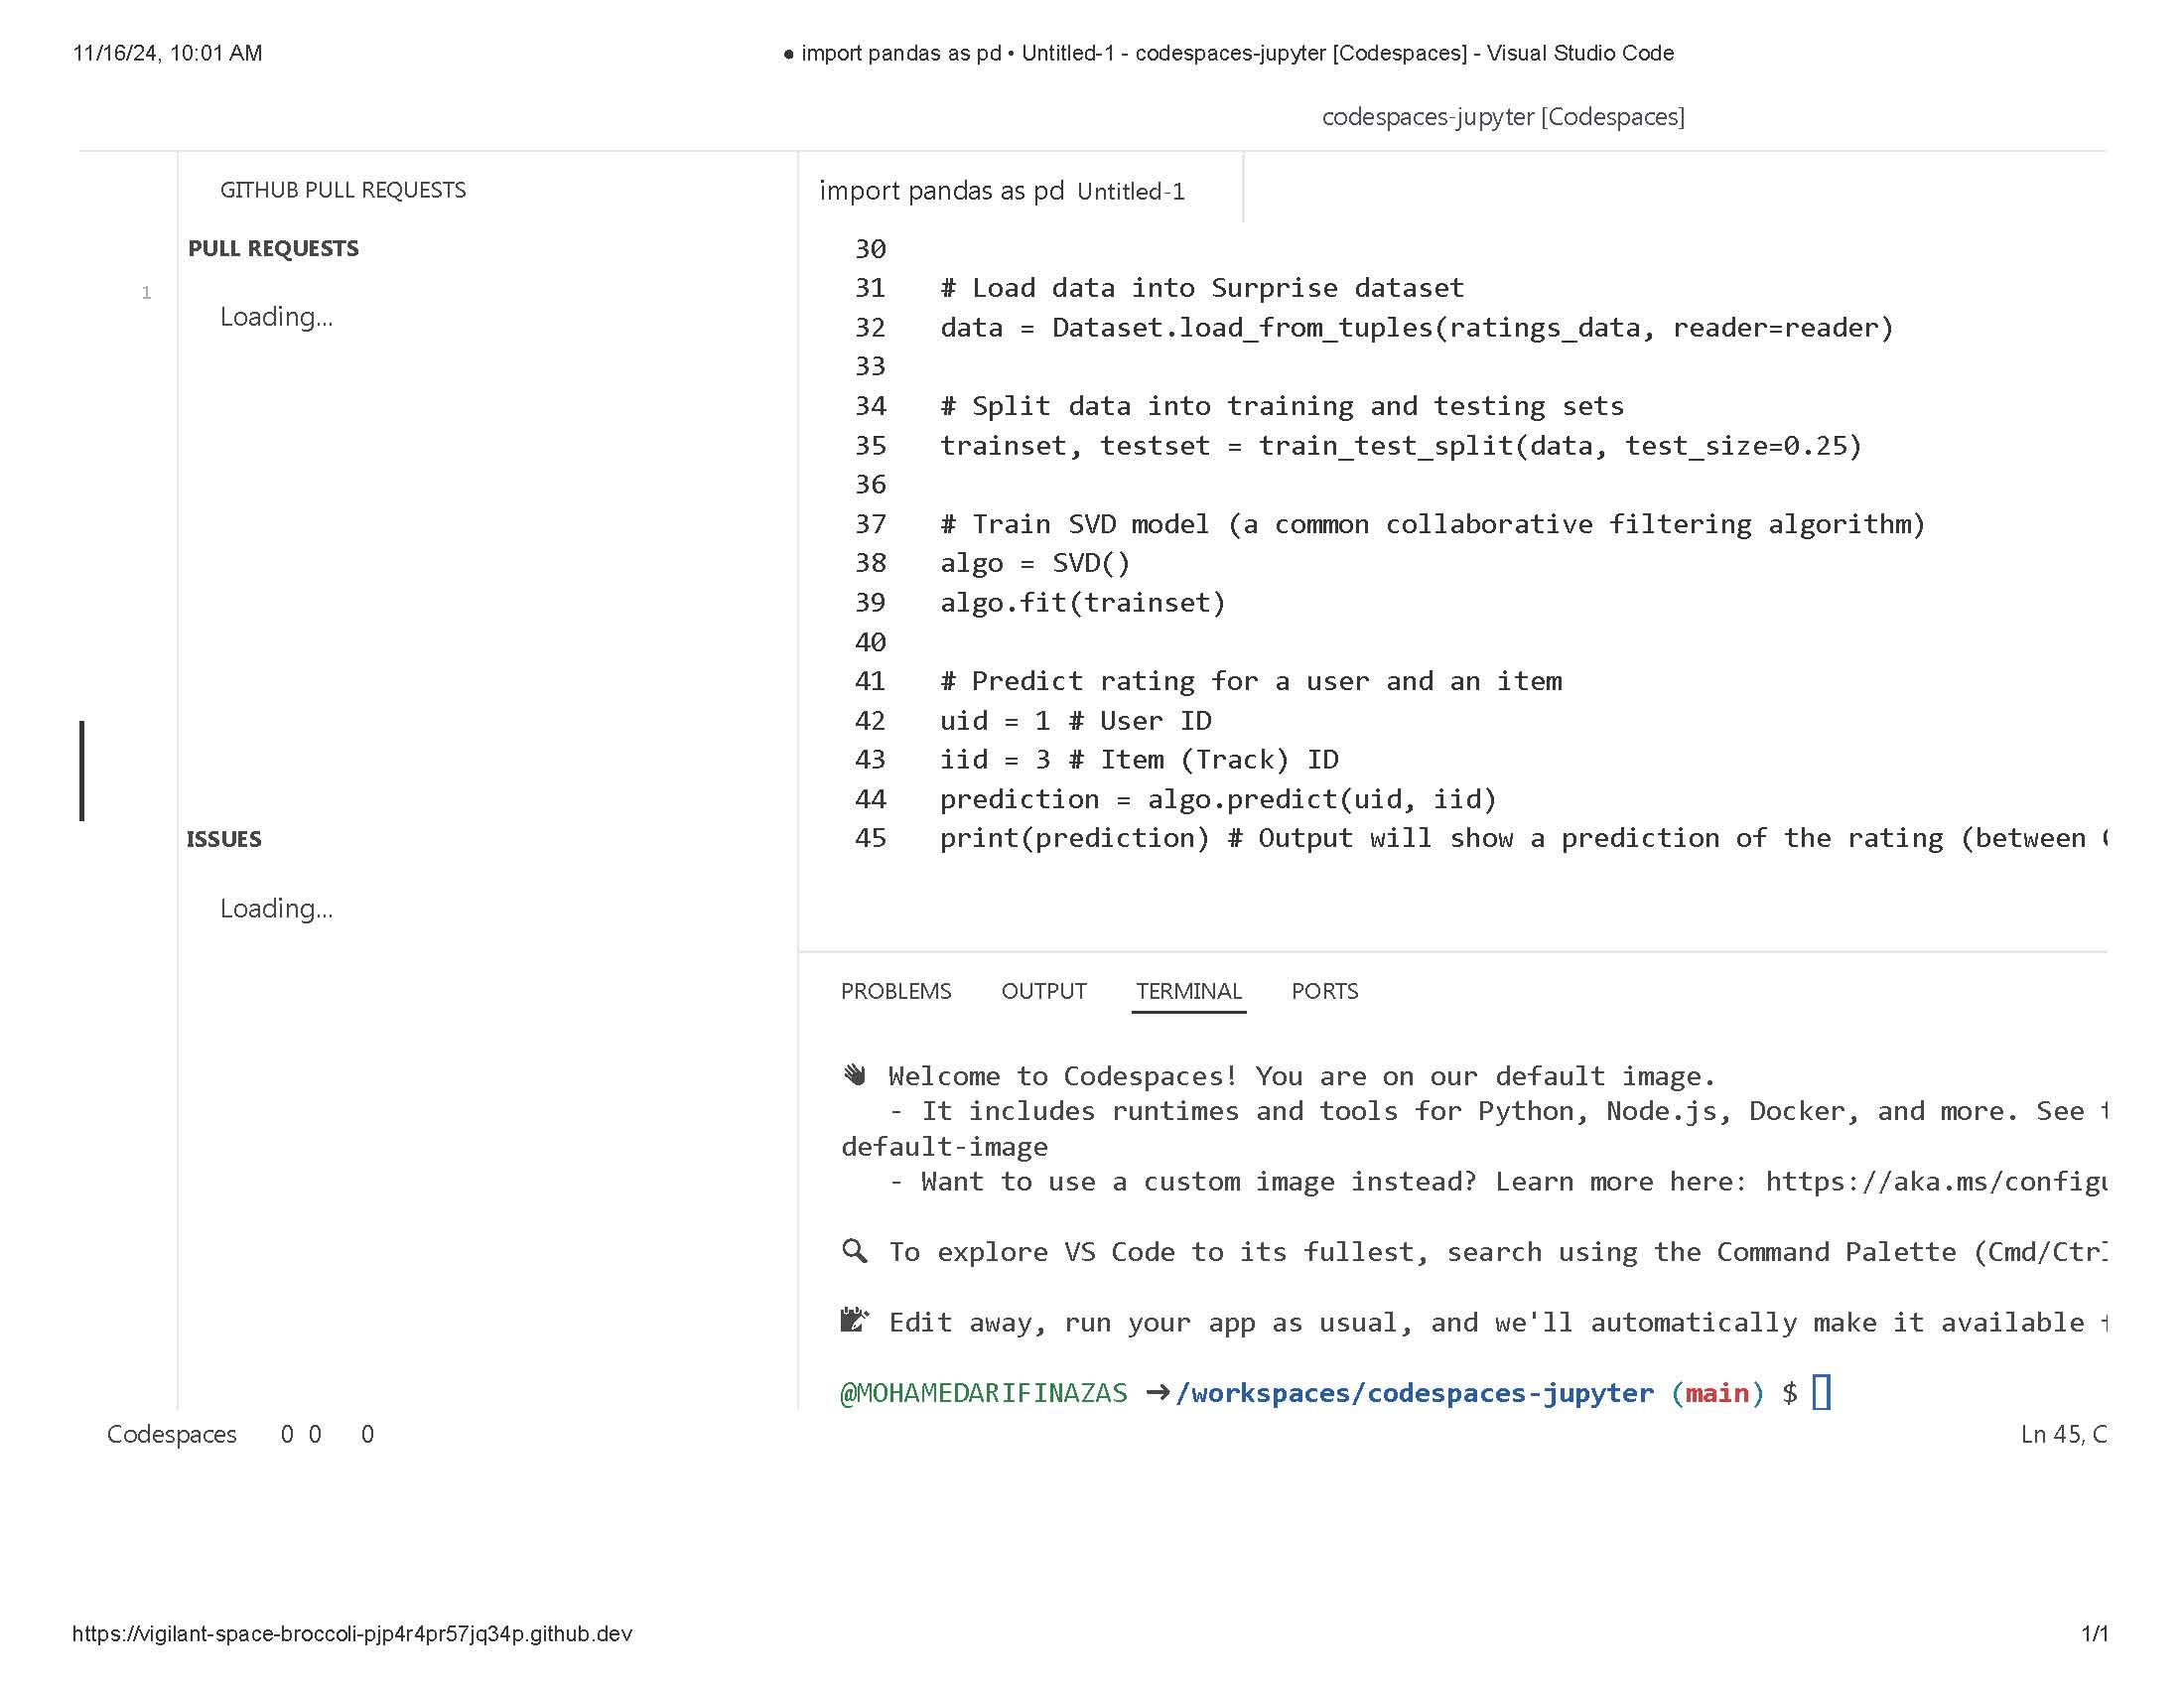 11/16/24, 10:01 AM
● import pandas as pd • Untitled-1 - codespaces-jupyter [Codespaces] - Visual Studio Code
codespaces-jupyter [Codespaces]
GITHUB PULL REQUESTS
PULL REQUESTS
1
Loading...
ISSUES
Loading...
import pandas as pd Untitled-1
30
31 # Load data into Surprise dataset
32 data = Dataset.load_from_tuples(ratings_data, reader=reader)
33
34 # Split data into training and testing sets
35 trainset, testset = train_test_split(data, test_size=0.25)
36
37 # Train SVD model (a common collaborative filtering algorithm)
38 algo = SVD()
39 algo.fit(trainset)
40
41 # Predict rating for a user and an item
42 uid = 1 # User ID
43 iid = 3 # Item (Track) ID
44 prediction = algo.predict(uid, iid)
45 print(prediction) # Output will show a prediction of the rating (between
PROBLEMS OUTPUT TERMINAL PORTS
👋 Welcome to Codespaces! You are on our default image.
- It includes runtimes and tools for Python, Node.js, Docker, and more. See
default-image
- Want to use a custom image instead? Learn more here: https://aka.ms/config
🔍 To explore VS Code to its fullest, search using the Command Palette (Cmd/Ctr
📝 Edit away, run your app as usual, and we'll automatically make it available
@MOHAMEDARIFINAZAS ➜ /workspaces/codespaces-jupyter (main) $
Codespaces 0 0 0
Ln 45, C
https://vigilant-space-broccoli-pjp4r4pr57jq34p.github.dev
1/1